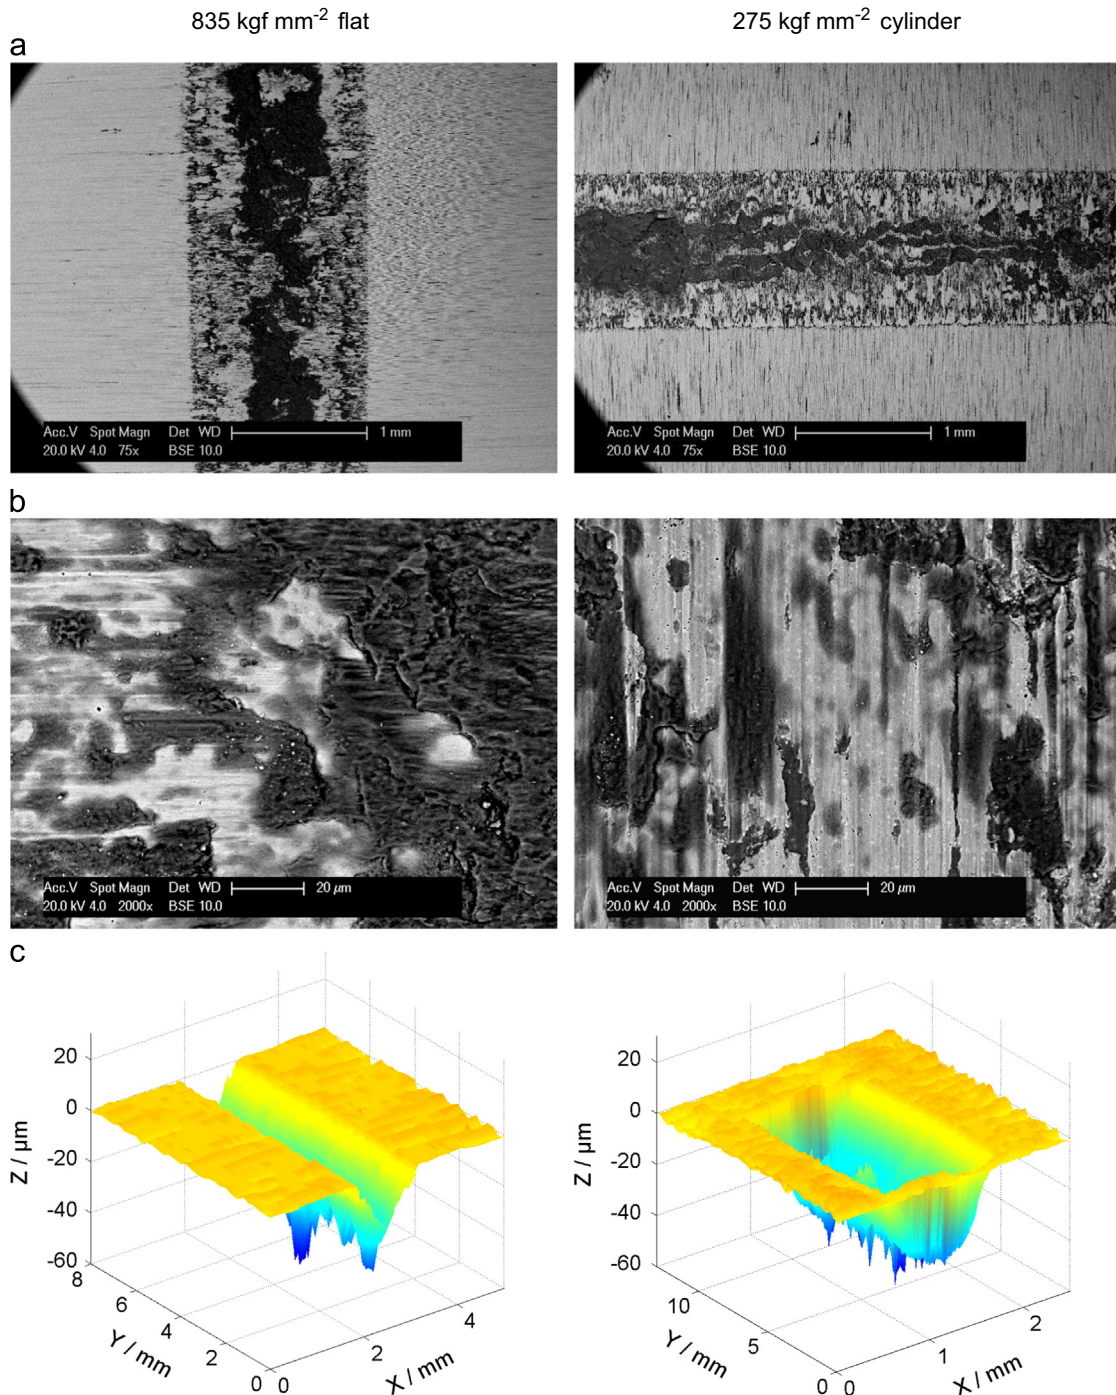 835 kgf mm-2 flat
275 kgf mm-2 cylinder
a
Acc.V Spot Magn Det WD 1 mm
20.0 kV 4.0 75x BSE 10.0
Acc.V Spot Magn Det WD 1 mm
20.0 kV 4.0 75x BSE 10.0
b
Acc.V Spot Magn Det WD 20 µm
20.0 kV 4.0 2000x BSE 10.0
Acc.V Spot Magn Det WD 20 µm
20.0 kV 4.0 2000x BSE 10.0
c
20
0
-20
-40
-60
Z / µm
8
6
4
2
0
Y / mm
0
2
4
X / mm
20
0
-20
-40
-60
Z / µm
10
5
0
Y / mm
0
1
2
X / mm